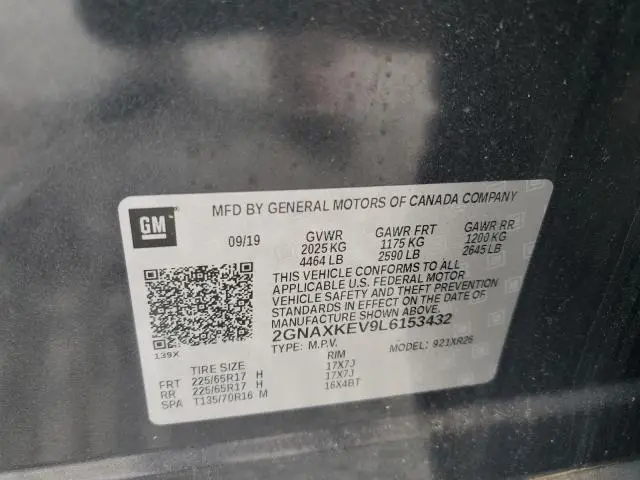 GM
MFD BY GENERAL MOTORS OF CANADA COMPANY
09/19 GVWR GAWR FRT GAWR RR
2025 KG 1175 KG 1200 KG
4464 LB 2590 LB 2645 LB
THIS VEHICLE CONFORMS TO ALL
APPLICABLE U.S. FEDERAL MOTOR
VEHICLE SAFETY AND THEFT PREVENTION
STANDARDS IN EFFECT ON THE DATE OF
MANUFACTURE SHOWN ABOVE.
2GNAXKEV9L6153432
TYPE: M.P.V. MODEL: 921XR26
139X
TIRE SIZE RIM
FRT 225/65R17 H 17X7J
RR 225/65R17 H 17X7J
SPA T135/70R16 M 16X4BT